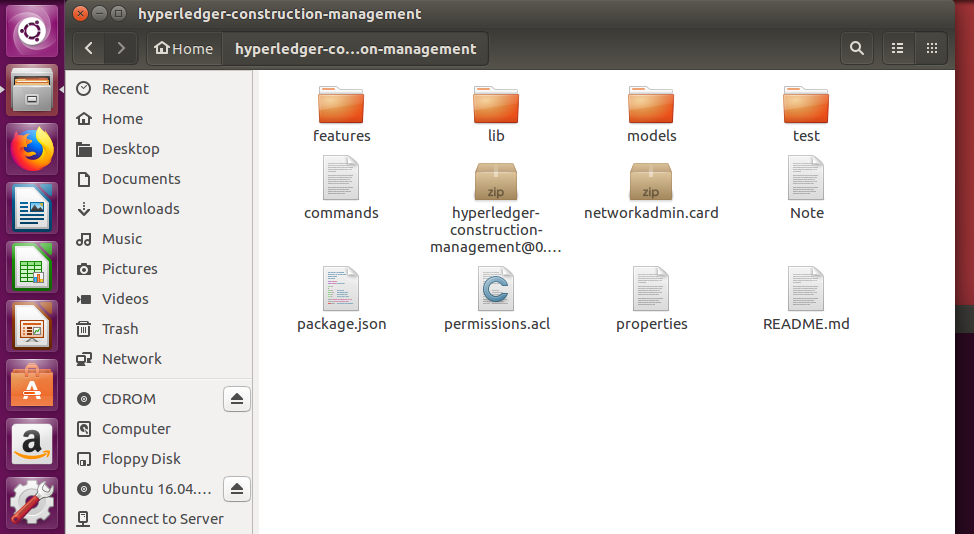 hyperledger-construction-management
Home
hyperledger-co...on-management
Recent
Home
Desktop
Documents
Downloads
Music
Pictures
Videos
Trash
Network
CDROM
Computer
Floppy Disk
Ubuntu 16.04....
Connect to Server
features
lib
models
test
commands
zip
hyperledger-
construction-
management@0....
zip
networkadmin.card
Note
package.json
C
permissions.acl
properties
README.md
A
a